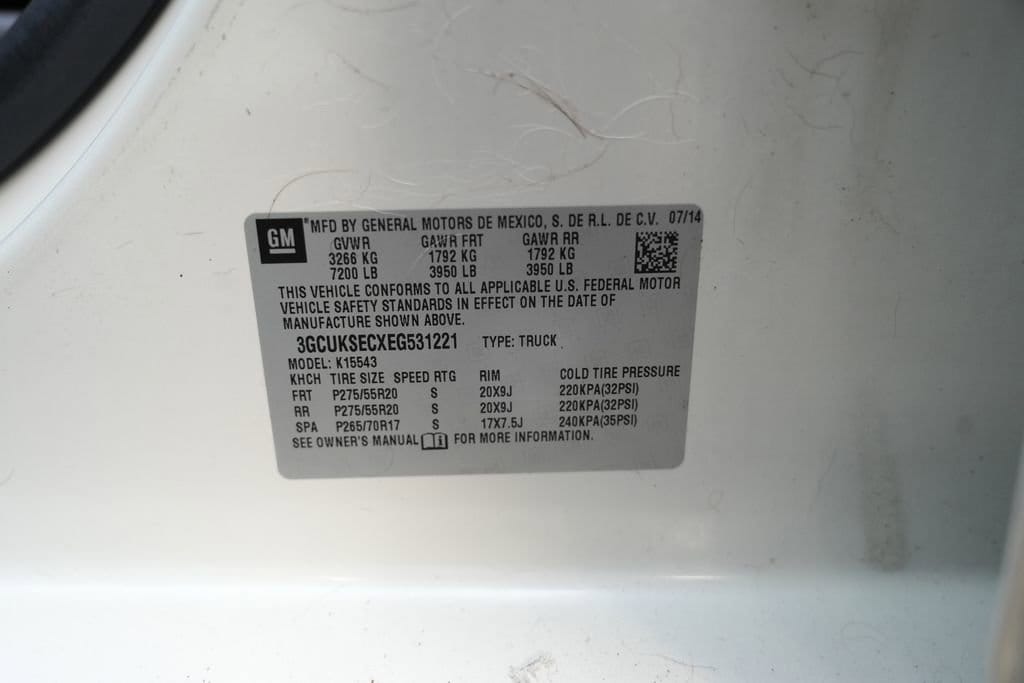 GM
*MFD BY GENERAL MOTORS DE MEXICO, S. DE R.L. DE C.V. 07/14
GVWR GAWR FRT GAWR RR
3266 KG 1792 KG 1792 KG
7200 LB 3950 LB 3950 LB
THIS VEHICLE CONFORMS TO ALL APPLICABLE U.S. FEDERAL MOTOR
VEHICLE SAFETY STANDARDS IN EFFECT ON THE DATE OF
MANUFACTURE SHOWN ABOVE.
3GCUKSECXEG531221 TYPE: TRUCK
MODEL: K15543
KHCH TIRE SIZE SPEED RTG RIM COLD TIRE PRESSURE
FRT P275/55R20 S 20X9J 220KPA(32PSI)
RR P275/55R20 S 20X9J 220KPA(32PSI)
SPA P265/70R17 S 17X7.5J 240KPA(35PSI)
SEE OWNER'S MANUAL i FOR MORE INFORMATION.